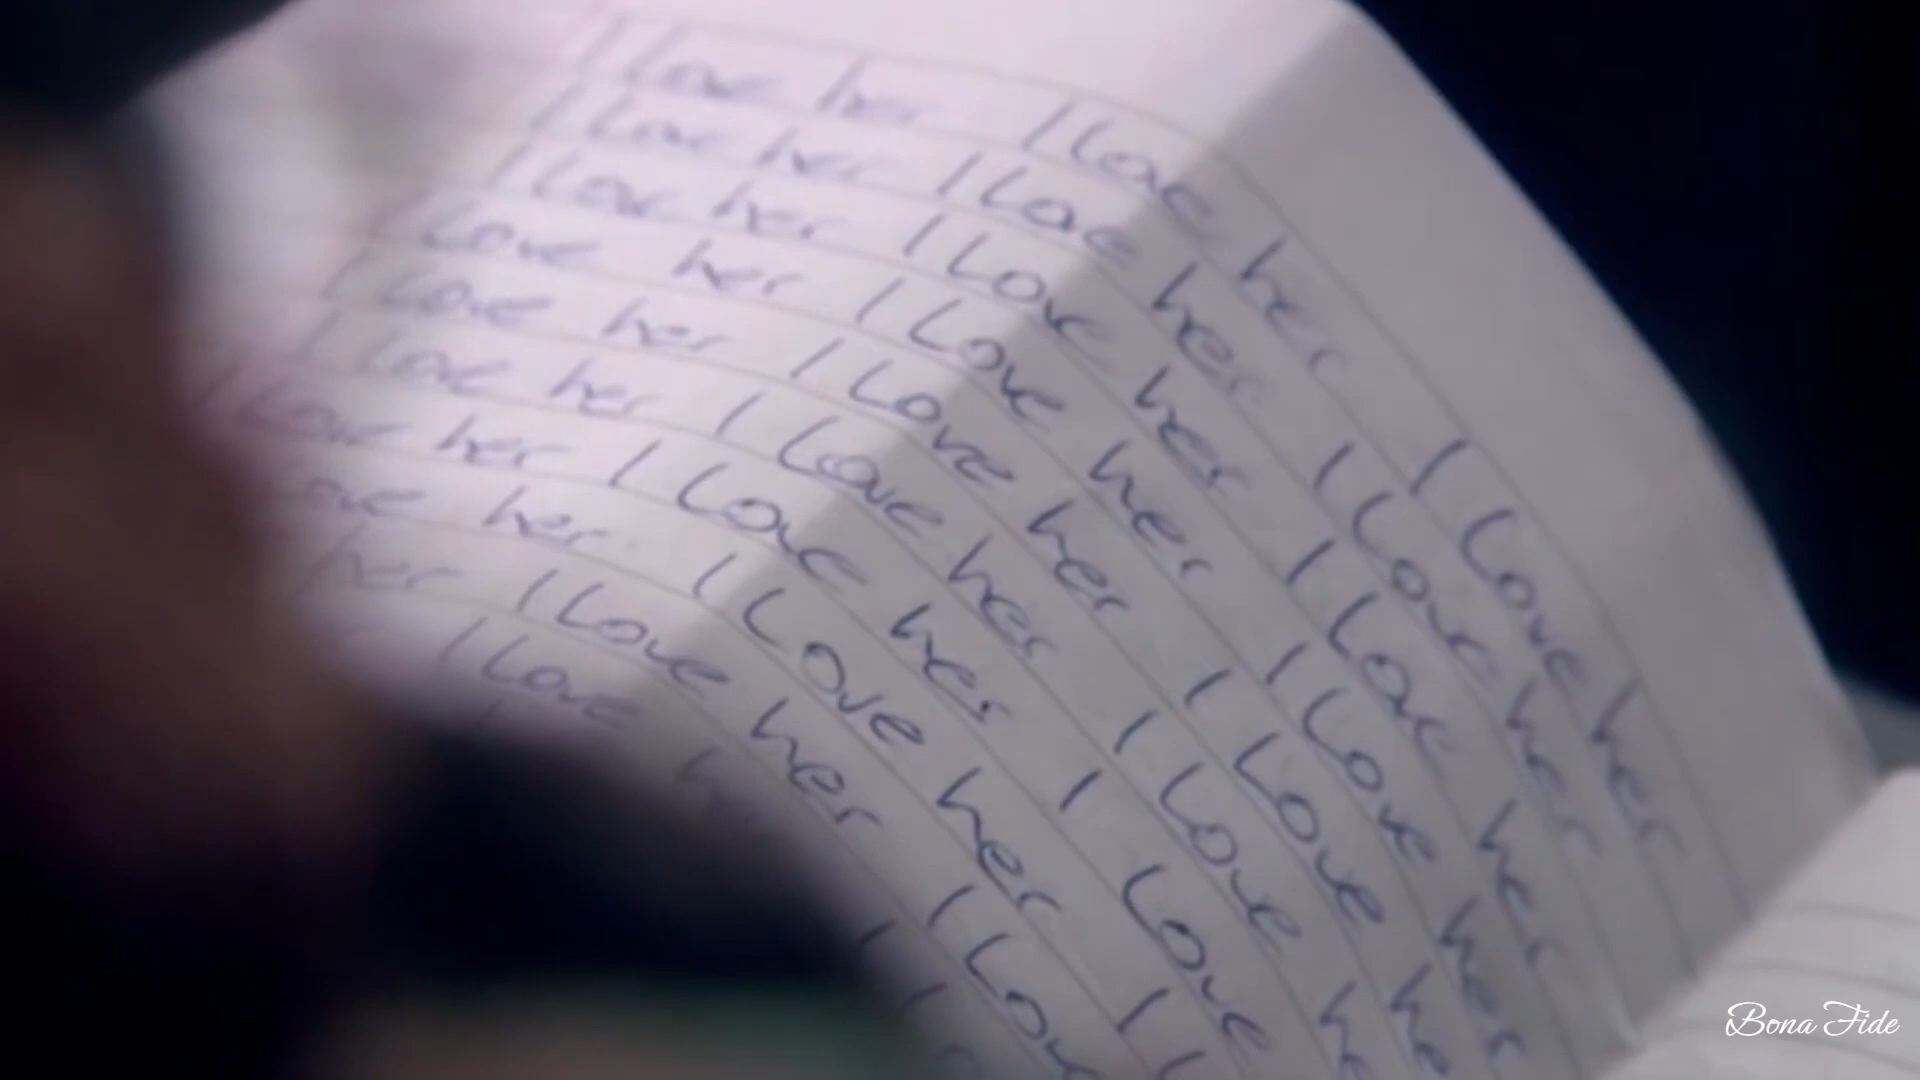 I love her I love her I love her
I love her I love her I love her
I love her I love her I love her
love her I love her I love her
I love her I love her I love her
I love her I love her I love her
I love her I love her I love
love her I love her I
her I love her I love
I love h
Bona Fide